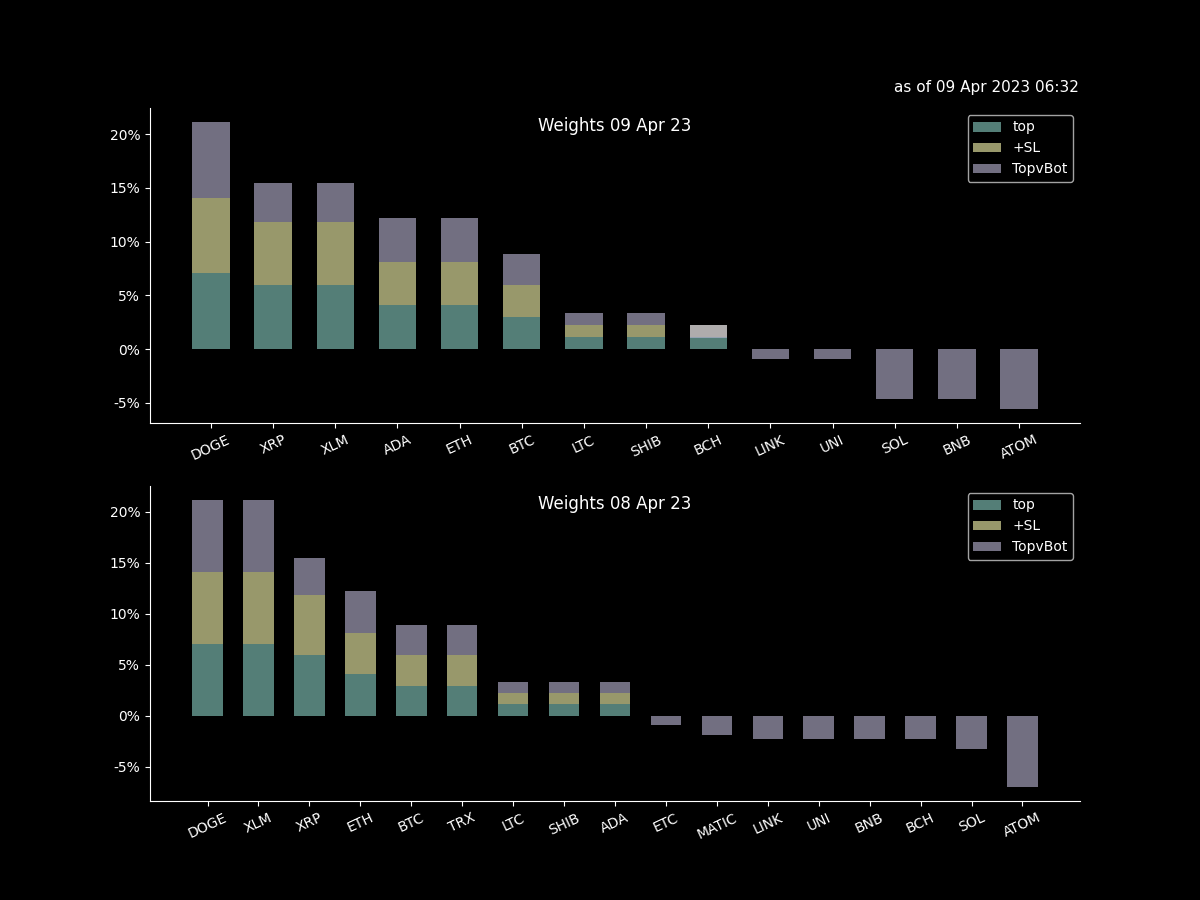 as of 09 Apr 2023 06:32
Weights 09 Apr 23
top
+SL
TopvBot
20%
15%
10%
5%
0%
-5%
DOGE XRP XLM ADA ETH BTC LTC SHIB BCH LINK UNI SOL BNB ATOM
Weights 08 Apr 23
top
+SL
TopvBot
20%
15%
10%
5%
0%
-5%
DOGE XLM XRP ETH BTC TRX LTC SHIB ADA ETC MATIC LINK UNI BNB BCH SOL ATOM